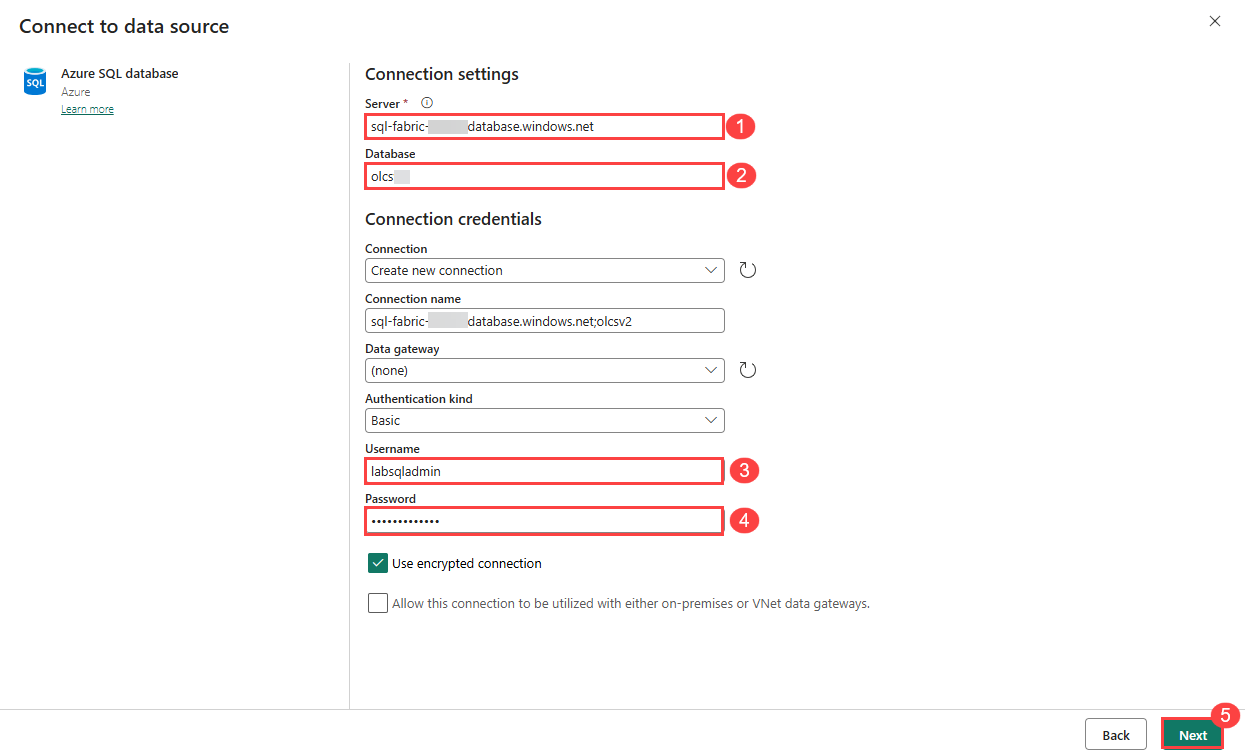 Connect to data source
SQL
Azure SQL database
Azure
Learn more
Connection settings
Server *
sql-fabric- database.windows.net
1
Database
olcs
2
Connection credentials
Connection
Create new connection
Connection name
sql-fabric- database.windows.net;olcsv2
Data gateway
(none)
Authentication kind
Basic
Username
labsqladmin
3
Password
•••••••••••••
4
Use encrypted connection
Allow this connection to be utilized with either on-premises or VNet data gateways.
Back
Next
5